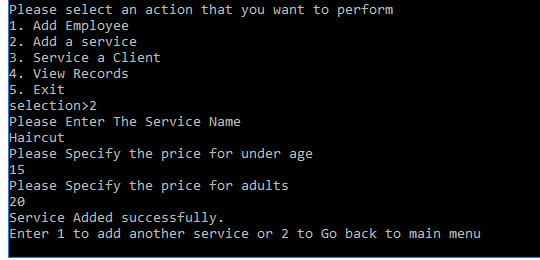 Please select an action that you want to perform
1. Add Employee
2. Add a service
3. Service a Client
4. View Records
5. Exit
selection>2
Please Enter The Service Name
Haircut
Please Specify the price for under age
15
Please Specify the price for adults
20
Service Added successfully.
Enter 1 to add another service or 2 to Go back to main menu